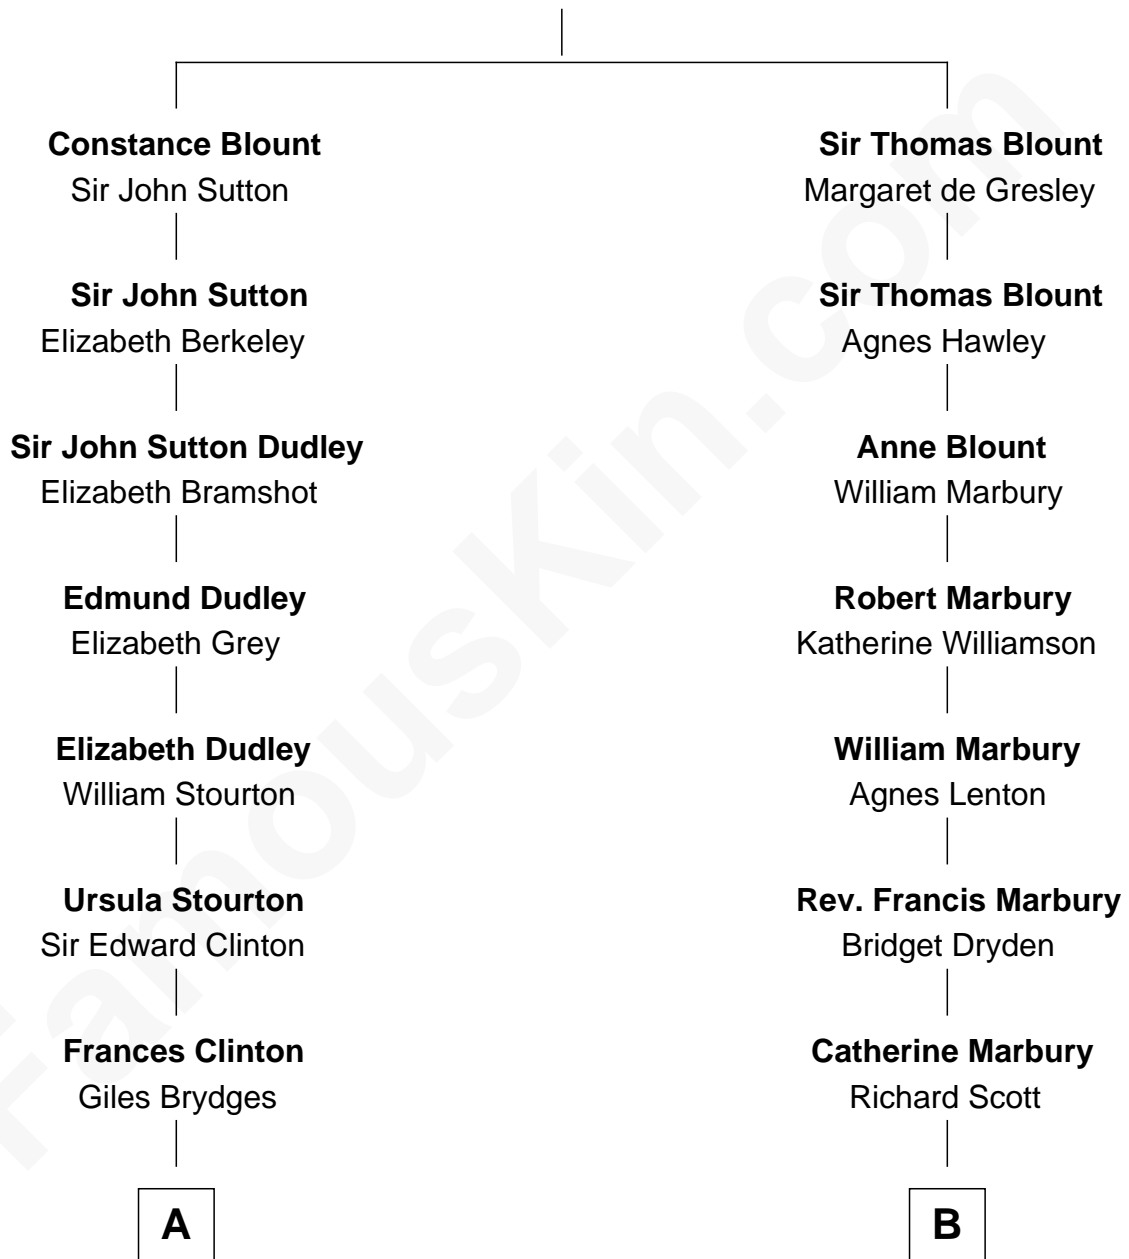 Constance Blount
Sir John Sutton
Sir John Sutton
Elizabeth Berkeley
Sir John Sutton Dudley
Elizabeth Bramshot
Edmund Dudley
Elizabeth Grey
Elizabeth Dudley
William Stourton
Ursula Stourton
Sir Edward Clinton
Frances Clinton
Giles Brydges
A
Sir Thomas Blount
Margaret de Gresley
Sir Thomas Blount
Agnes Hawley
Anne Blount
William Marbury
Robert Marbury
Katherine Williamson
William Marbury
Agnes Lenton
Rev. Francis Marbury
Bridget Dryden
Catherine Marbury
Richard Scott
B
FamousKin.com